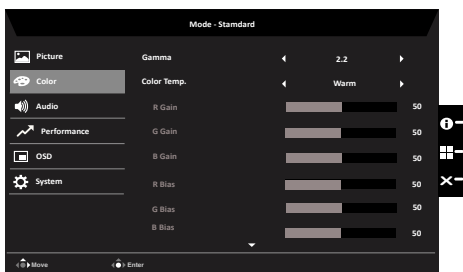 Mode - Stamdard
Picture
Gamma
2.2
Color
Color Temp.
Warm
Audio
R Gain
50
Performance
G Gain
50
OSD
B Gain
50
System
R Bias
50
G Bias
50
B Bias
50
Move
Enter